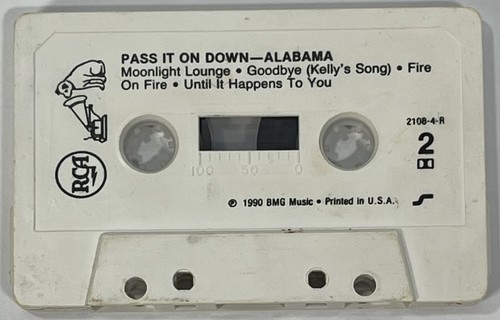 PASS IT ON DOWN—ALABAMA
Moonlight Lounge • Goodbye (Kelly's Song) • Fire
On Fire • Until It Happens To You
2108-4-R
2
RCA
100 50 0
℗ 1990 BMG Music • Printed in U.S.A.